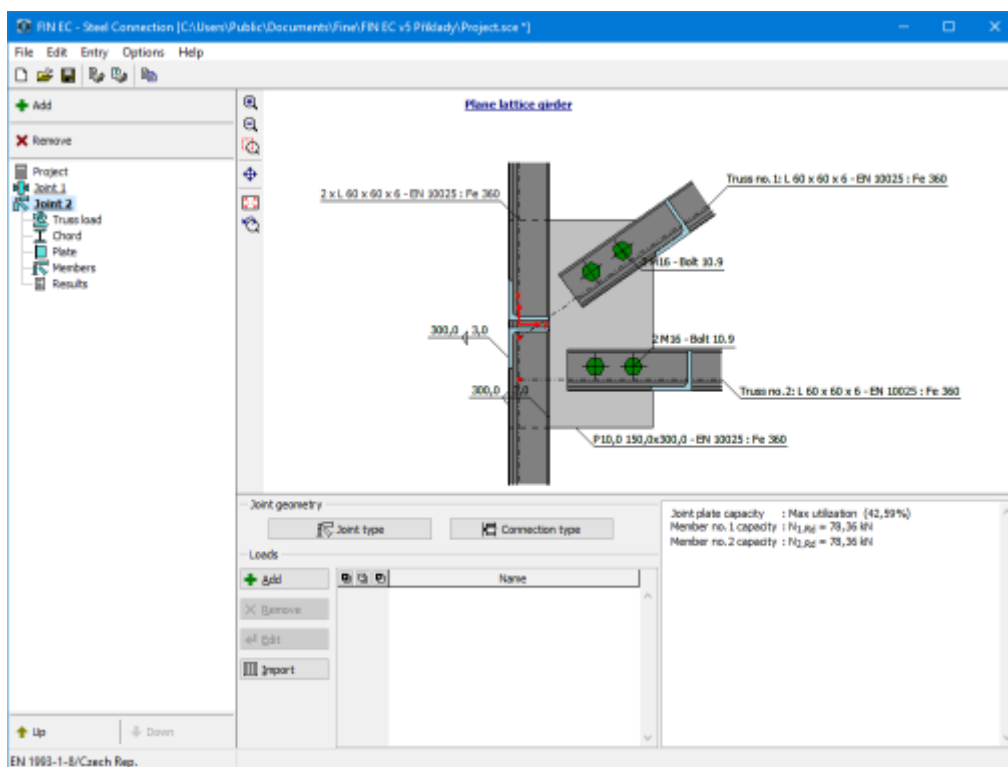 FIN EC - Steel Connection [C:\Users\Public\Documents\Fine\FIN EC v5 Příklady\Project.sce *]
File Edit Entry Options Help
Add
Remove
Project
Joint 1
Joint 2
Truss load
Chord
Plate
Members
Results
Plane lattice girder
2 x L 60 x 60 x 6 - EN 10025 : Fe 360
Truss no. 1: L 60 x 60 x 6 - EN 10025 : Fe 360
M16 - Bolt 10.9
300,0 3,0
2 M16 - Bolt 10.9
300,0
Truss no. 2: L 60 x 60 x 6 - EN 10025 : Fe 360
P10,0 150,0x300,0 - EN 10025 : Fe 360
Joint geometry
Joint type
Connection type
Loads
Add
Name
Remove
Edit
Import
Joint plate capacity : Max utilization (42,59%)
Member no. 1 capacity : N1,Rd = 78,36 kN
Member no. 2 capacity : N2,Rd = 78,36 kN
Up
Down
EN 1993-1-8/Czech Rep.